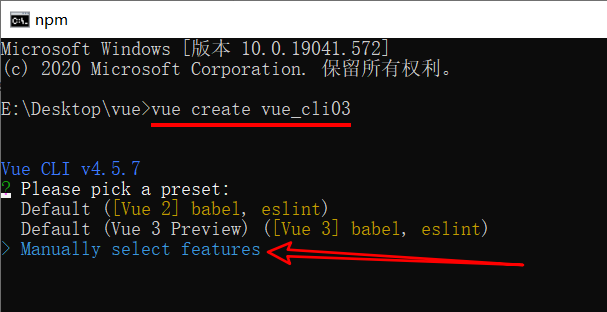 npm
Microsoft Windows [版本 10.0.19041.572]
(c) 2020 Microsoft Corporation. 保留所有权利。
E:\Desktop\vue>vue create vue_cli03
Vue CLI v4.5.7
? Please pick a preset:
Default ([Vue 2] babel, eslint)
Default (Vue 3 Preview) ([Vue 3] babel, eslint)
> Manually select features